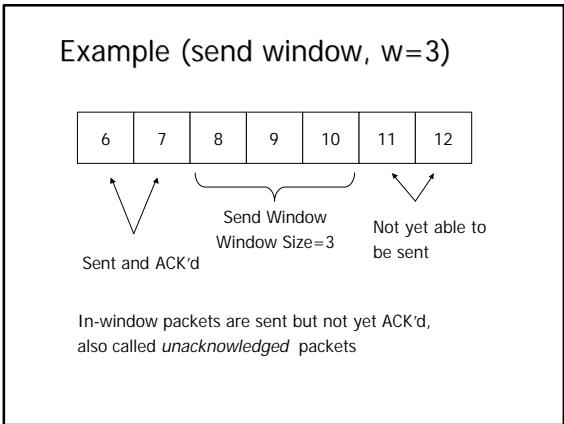 Example (send window, w=3)
6 7 8 9 10 11 12
Send Window
Window Size=3
Not yet able to
be sent
Sent and ACK’d
In-window packets are sent but not yet ACK’d,
also called unacknowledged packets